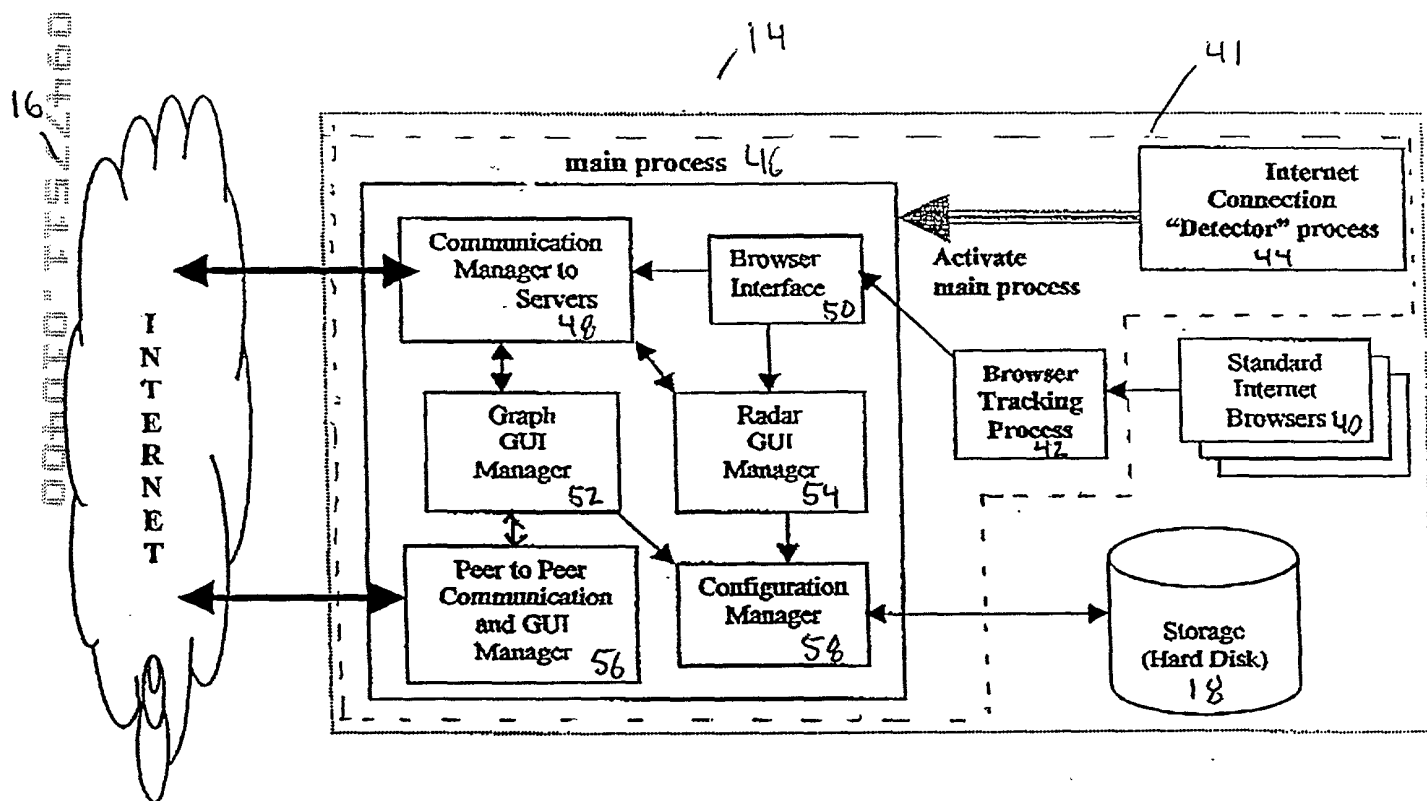 14
41
16
main process 46
Internet
Connection
"Detector" process
44
Communication
Manager to
Servers
48
Browser
Interface
50
Activate
main process
INTERNET
Browser
Tracking
Process
42
Standard
Internet
Browsers 40
Graph
GUI
Manager
52
Radar
GUI
Manager
54
Peer to Peer
Communication
and GUI
Manager
56
Configuration
Manager
58
Storage
(Hard Disk)
18